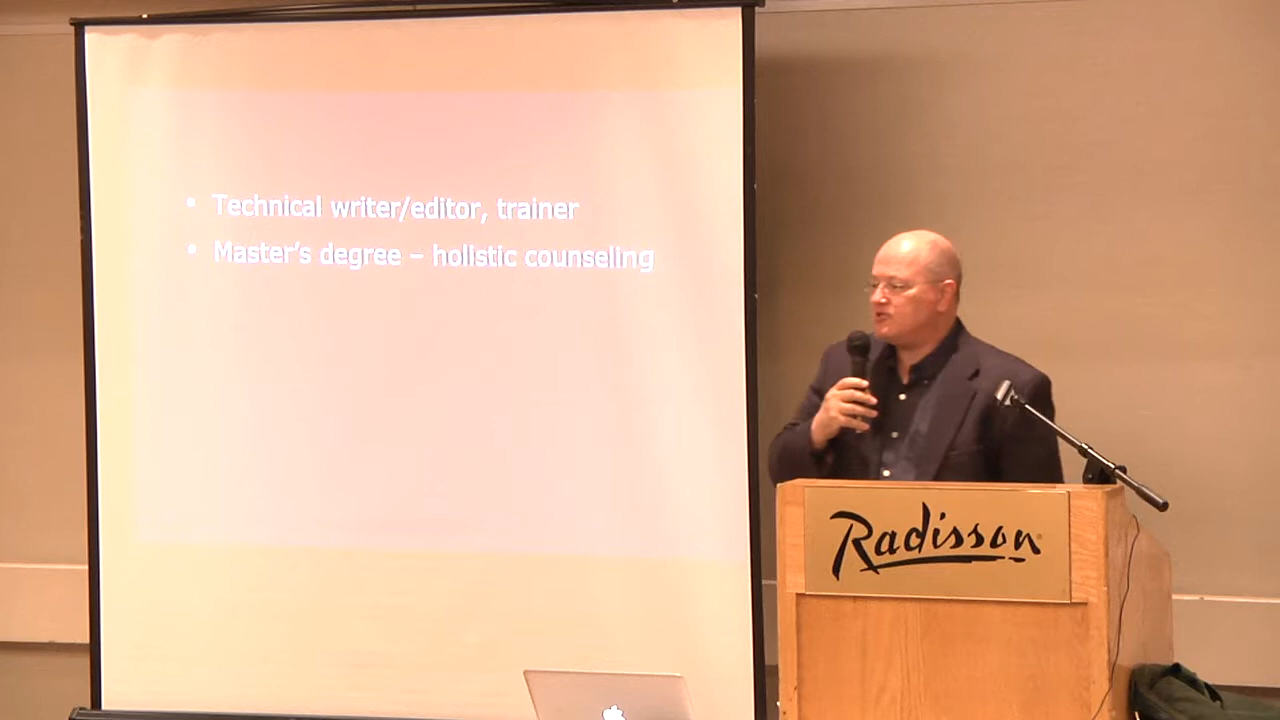 • Technical writer/editor, trainer
• Master's degree – holistic counseling
Radisson